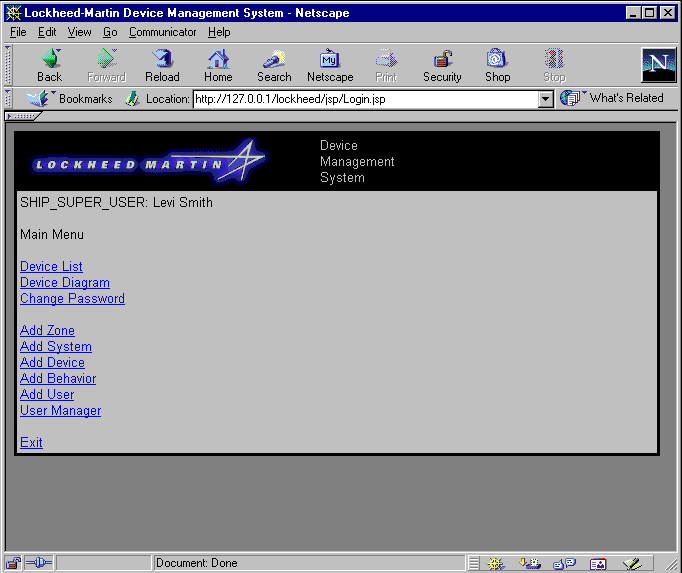 Lockheed-Martin Device Management System - Netscape
File Edit View Go Communicator Help
Back Forward Reload Home Search Netscape Print Security Shop Stop
My
N
Bookmarks Location: http://127.0.0.1/lockheed/jsp/Login.jsp What's Related
LOCKHEED MARTIN
Device
Management
System
SHIP_SUPER_USER: Levi Smith
Main Menu
Device List
Device Diagram
Change Password
Add Zone
Add System
Add Device
Add Behavior
Add User
User Manager
Exit
Document: Done